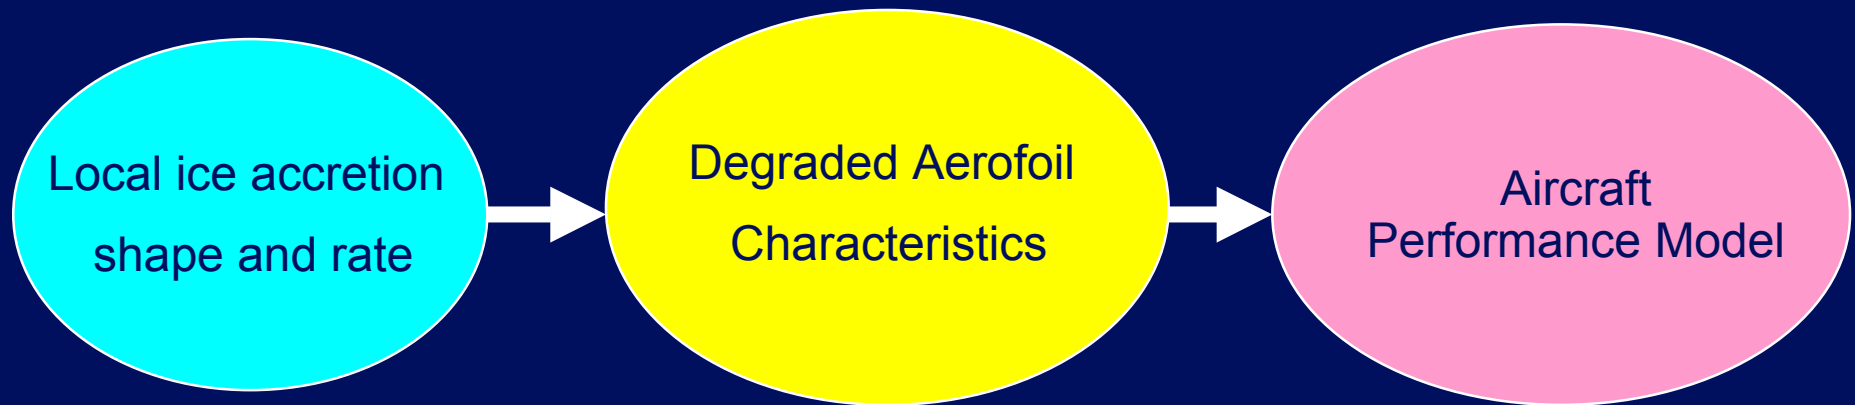 Local ice accretion
shape and rate
Degraded Aerofoil
Characteristics
Aircraft
Performance Model